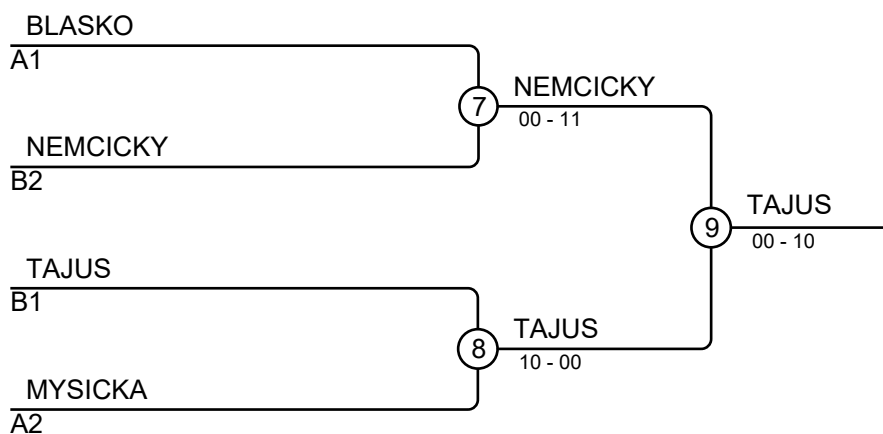 BLASKO
A1
7
NEMCICKY
00 - 11
NEMCICKY
B2
9
TAJUS
00 - 10
TAJUS
B1
8
TAJUS
10 - 00
MYSICKA
A2